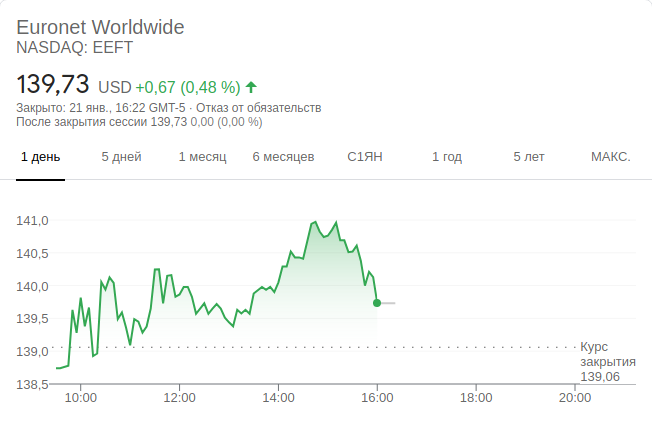 Euronet Worldwide
NASDAQ: EEFT
139,73 USD +0,67 (0,48 %)
Закрыто: 21 янв., 16:22 GMT-5 · Отказ от обязательств
После закрытия сессии 139,73 0,00 (0,00 %)
1 день 5 дней 1 месяц 6 месяцев С1ЯН 1 год 5 лет МАКС.
141,0
140,5
140,0
139,5
139,0
138,5
Курс
закрытия
139,06
10:00 12:00 14:00 16:00 18:00 20:00